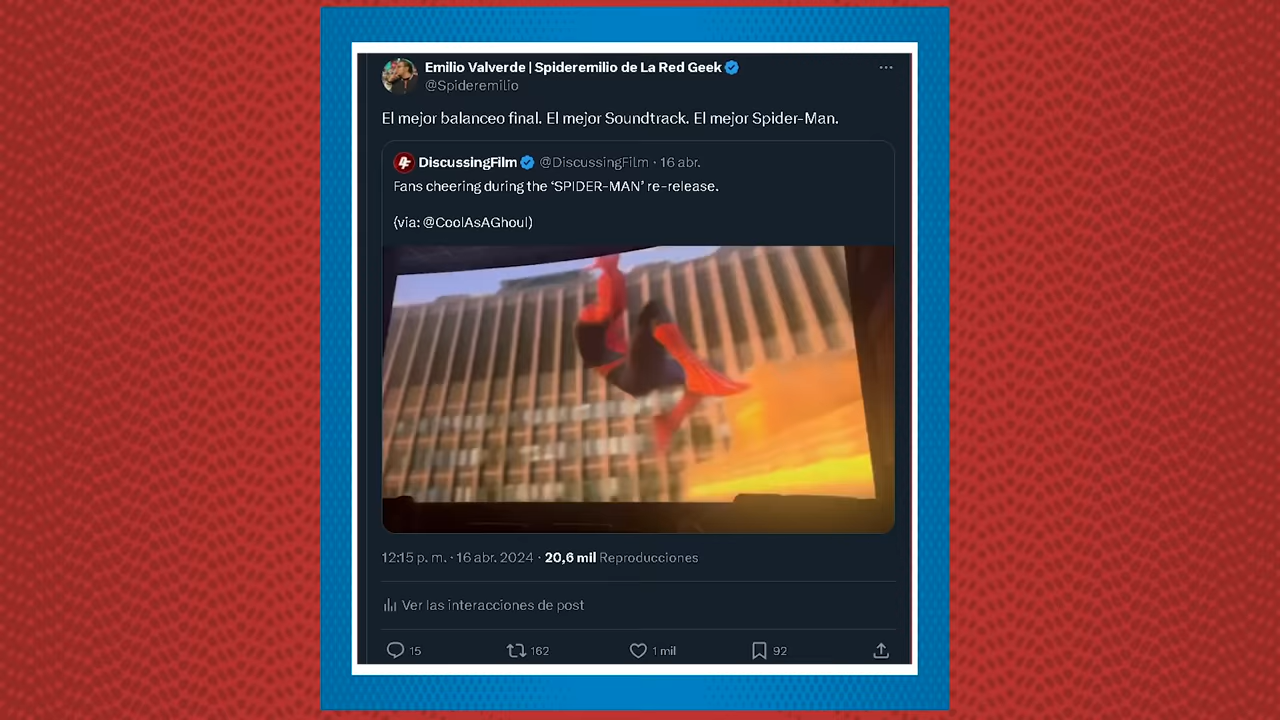 Emilio Valverde | Spideremilio de La Red Geek
@Spideremilio
El mejor balanceo final. El mejor Soundtrack. El mejor Spider-Man.
DiscussingFilm @DiscussingFilm · 16 abr.
Fans cheering during the ‘SPIDER-MAN’ re-release.
(via: @CoolAsAGhoul)
12:15 p. m. · 16 abr. 2024 · 20,6 mil Reproducciones
Ver las interacciones de post
15 162 1 mil 92